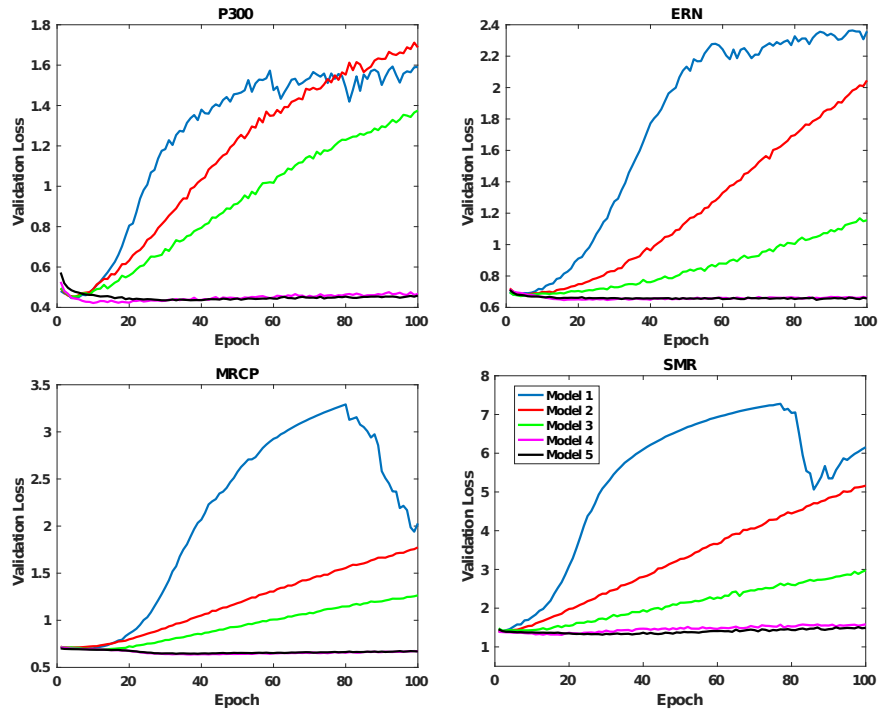 P300
Validation Loss
1.8
1.6
1.4
1.2
1
0.8
0.6
0.4
0 20 40 60 80 100
Epoch
ERN
Validation Loss
2.4
2.2
2
1.8
1.6
1.4
1.2
1
0.8
0.6
0 20 40 60 80 100
Epoch
MRCP
Validation Loss
3.5
3
2.5
2
1.5
1
0.5
0 20 40 60 80 100
Epoch
SMR
Validation Loss
8
7
6
5
4
3
2
1
Model 1
Model 2
Model 3
Model 4
Model 5
0 20 40 60 80 100
Epoch